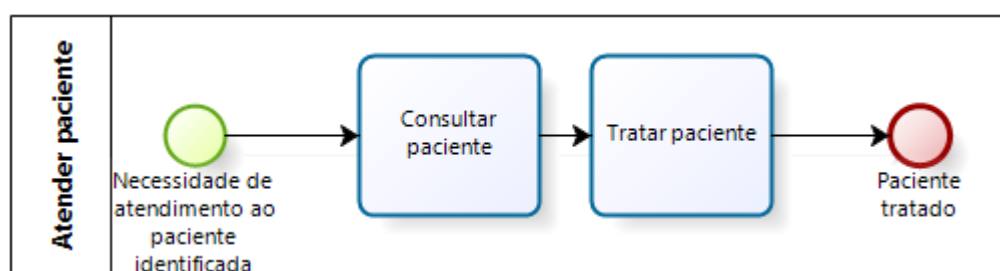 Atender paciente
Necessidade de
atendimento ao
paciente
identificada
Consultar
paciente
Tratar paciente
Paciente
tratado